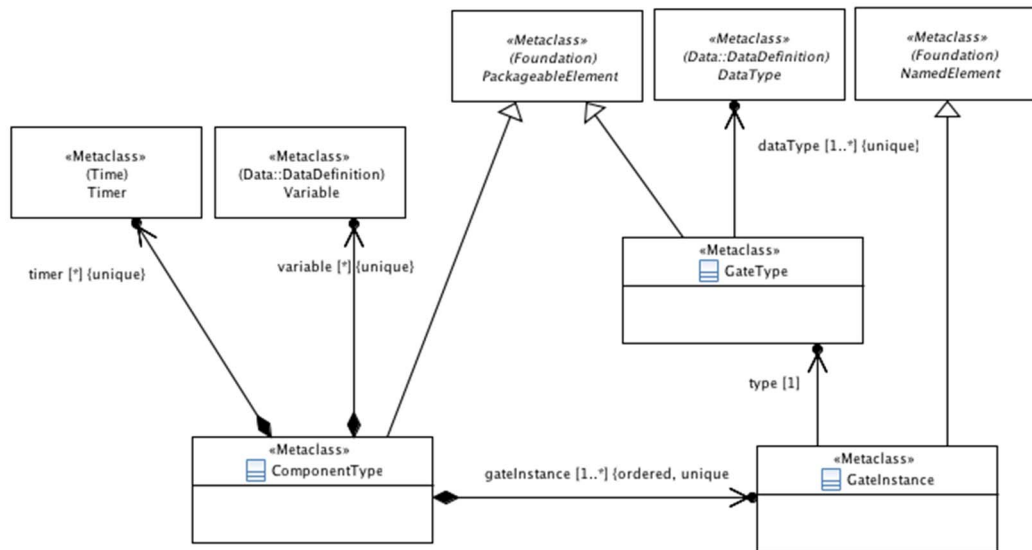 «Metaclass»
(Foundation)
PackageableElement
«Metaclass»
(Data::DataDefinition)
DataType
«Metaclass»
(Foundation)
NamedElement
«Metaclass»
(Time)
Timer
«Metaclass»
(Data::DataDefinition)
Variable
dataType [1..*] {unique}
timer [*] {unique}
variable [*] {unique}
«Metaclass»
GateType
type [1]
«Metaclass»
ComponentType
gateInstance [1..*] {ordered, unique
«Metaclass»
GateInstance